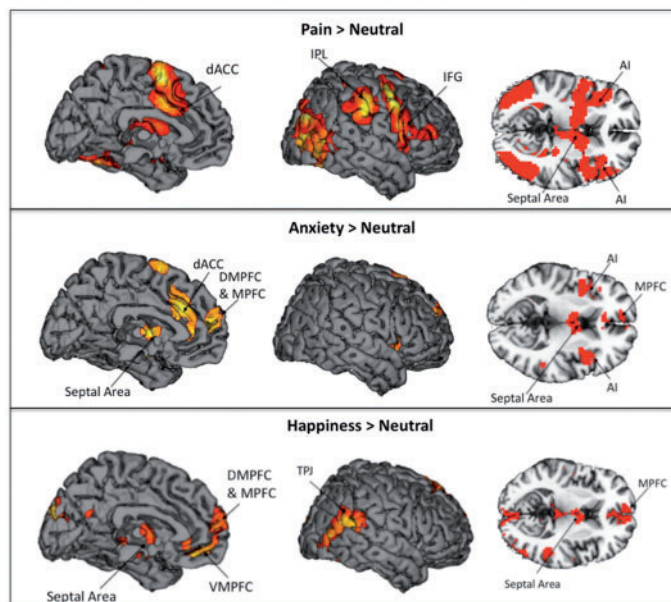 Pain > Neutral
dACC
IPL
IFG
AI
Septal Area
AI
Anxiety > Neutral
dACC
DMPFC
& MPFC
Septal Area
AI
MPFC
Septal Area
AI
Happiness > Neutral
DMPFC
& MPFC
Septal Area
VMPFC
TPJ
MPFC
Septal Area